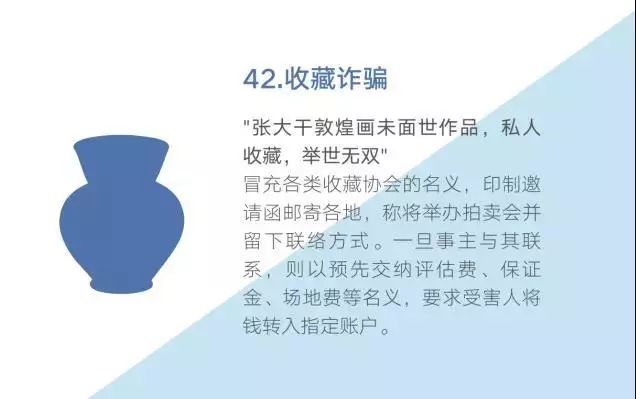 42.收藏诈骗
"张大干敦煌画未面世作品，私人
收藏，举世无双"
冒充各类收藏协会的名义，印制邀
请函邮寄各地，称将举办拍卖会并
留下联络方式。一旦事主与其联
系，则以预先交纳评估费、保证
金、场地费等名义，要求受害人将
钱转入指定账户。